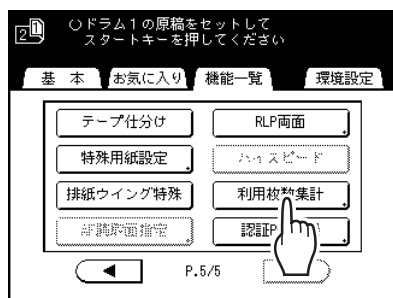 2
○ドラム1の原稿をセットして
スタートキーを押してください
基 本 お気に入り 機能一覧 環境設定
テープ仕分け RLP両面
特殊用紙設定 ハイスピード
排紙ウイング特殊 利用枚数集計
認証P
P.5/5